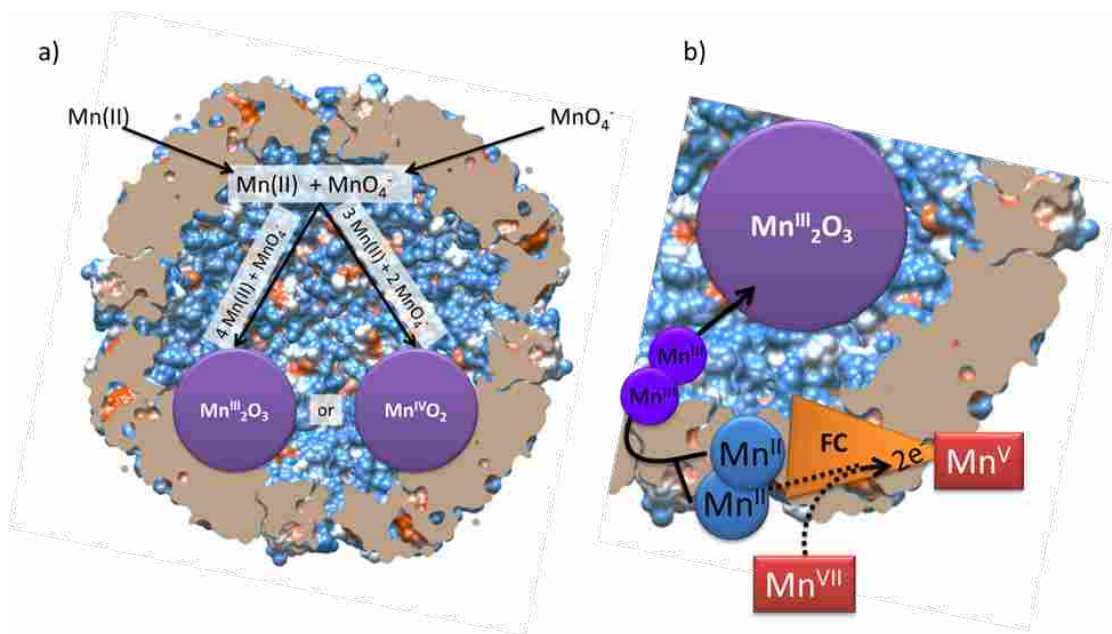 a)
Mn(II)
MnO₄⁻
Mn(II) + MnO₄⁻
4 Mn(II) + MnO₄⁻
3 Mn(II) + 2 MnO₄⁻
Mnᴵᴵᴵ₂O₃
or
MnᴵⱽO₂
b)
Mnᴵᴵᴵ₂O₃
Mnᴵᴵᴵ
Mnᴵᴵᴵ
Mnᴵᴵ
Mnᴵᴵ
FC
2e⁻
Mnⱽ
Mnⱽᴵᴵ